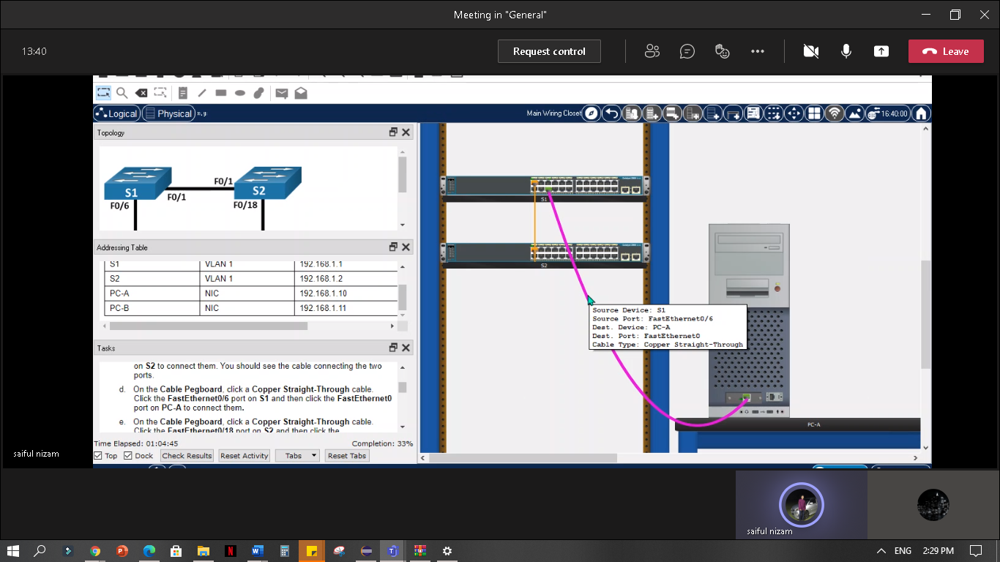 Meeting in "General"
13:40
Request control
Leave
Logical
Physical
Main Wiring Closet
16:40:00
Topology
S1
F0/1
F0/1
S2
F0/6
F0/18
Addressing Table
S1 VLAN 1 192.168.1.1
S2 VLAN 1 192.168.1.2
PC-A NIC 192.168.1.10
PC-B NIC 192.168.1.11
Tasks
on S2 to connect them. You should see the cable connecting the two
ports.
d. On the Cable Pegboard, click a Copper Straight-Through cable.
Click the FastEthernet0/6 port on S1 and then click the FastEthernet0
port on PC-A to connect them.
e. On the Cable Pegboard, click a Copper Straight-Through cable.
Click the FastEthernet0/18 port on S2 and then click the
Time Elapsed: 01:04:45 Completion: 33%
Top Dock Check Results Reset Activity Tabs Reset Tabs
S1
S2
Source Device: S1
Source Port: FastEthernet0/6
Dest. Device: PC-A
Dest. Port: FastEthernet0
Cable Type: Copper Straight-Through
PC-A
saiful nizam
saiful nizam
ENG 2:29 PM